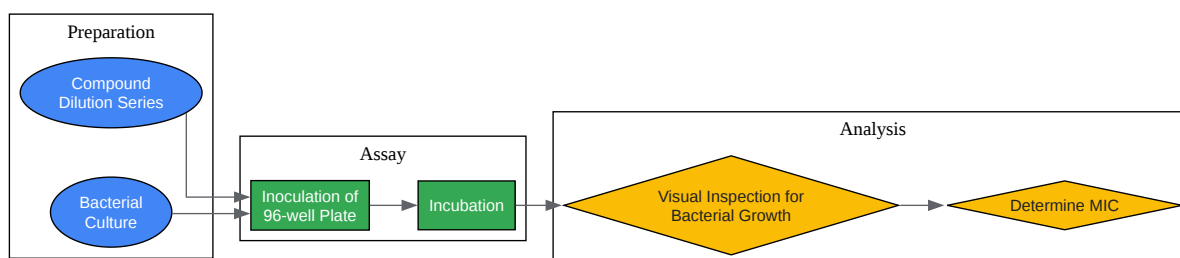 Preparation
Compound
Dilution Series
Bacterial
Culture
Assay
Inoculation of
96-well Plate
Incubation
Analysis
Visual Inspection for
Bacterial Growth
Determine MIC